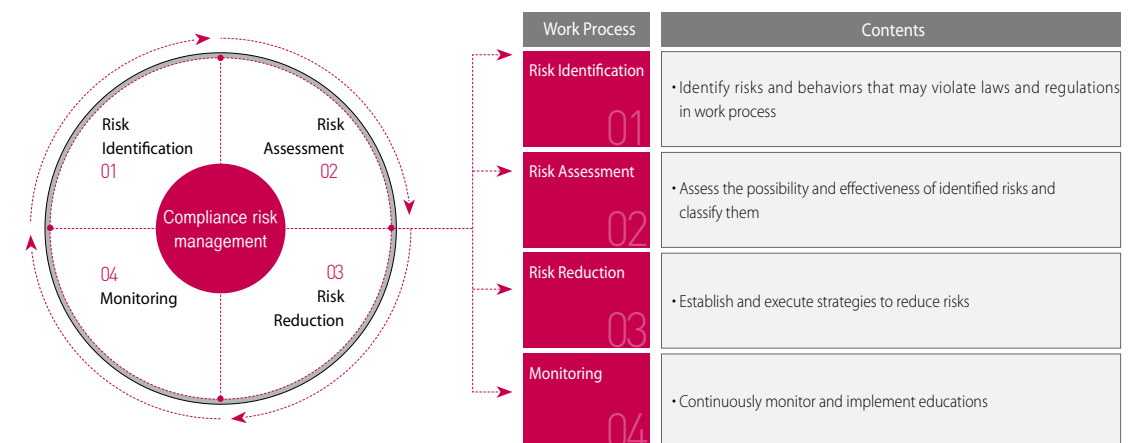 Risk
Identification
01
Risk
Assessment
02
Compliance risk
management
04
Monitoring
03
Risk
Reduction
Work Process
Contents
Risk Identification
01
• Identify risks and behaviors that may violate laws and regulations
in work process
Risk Assessment
02
• Assess the possibility and effectiveness of identified risks and
classify them
Risk Reduction
03
• Establish and execute strategies to reduce risks
Monitoring
04
• Continuously monitor and implement educations